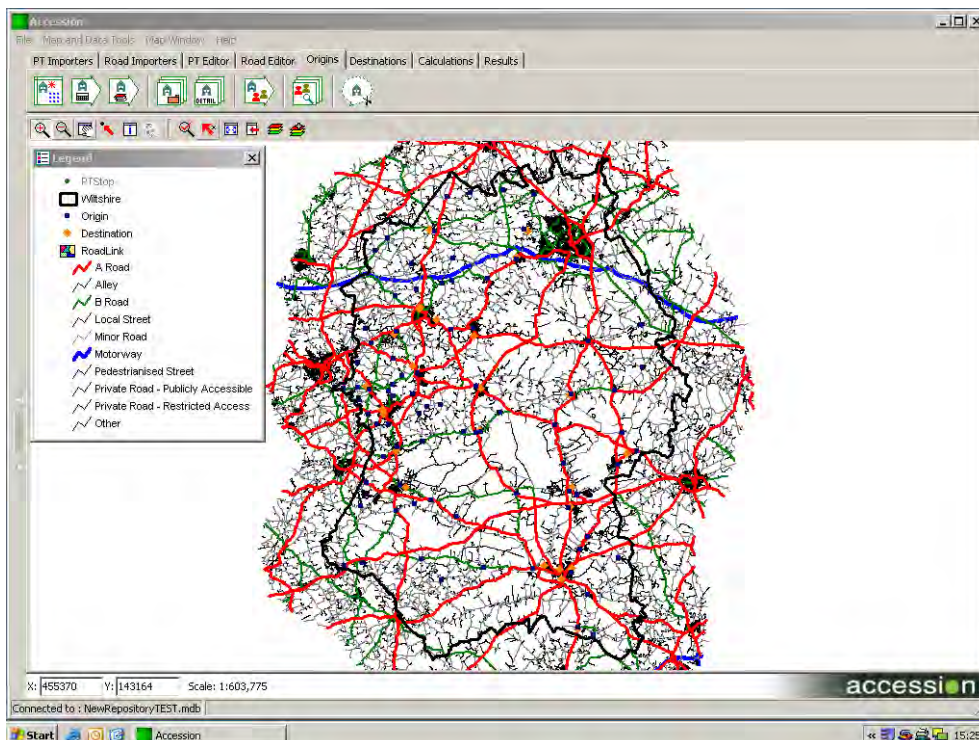 Accession
File Map and Data Tools Map Window Help
PT Importers Road Importers PT Editor Road Editor Origins Destinations Calculations Results
DETAIL
Legend
PTStop
Wiltshire
Origin
Destination
RoadLink
A Road
Alley
B Road
Local Street
Minor Road
Motorway
Pedestrianised Street
Private Road - Publicly Accessible
Private Road - Restricted Access
Other
X: 455370 Y: 143164 Scale: 1:603,775
accession
Connected to : NewRepositoryTEST.mdb
Start Accession